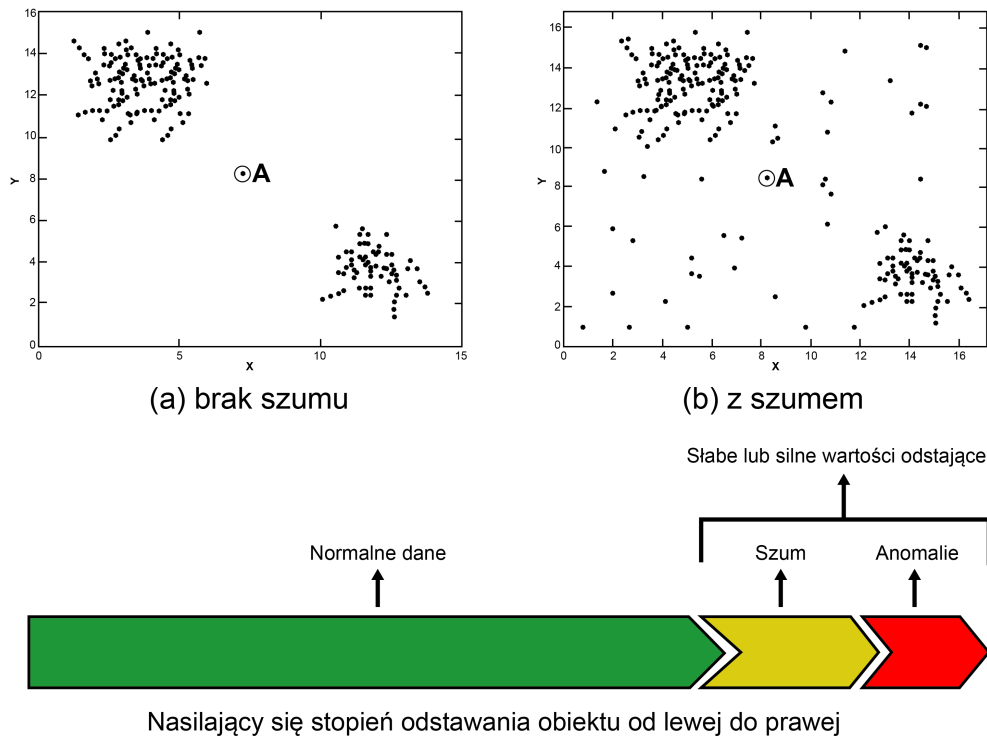 16
14
12
10
8
6
4
2
0
Y
A
0 5 10 15
X
(a) brak szumu
16
14
12
10
8
6
4
2
0
Y
A
0 2 4 6 8 10 12 14 16
X
(b) z szumem
Słabe lub silne wartości odstające
Normalne dane
Szum
Anomalie
Nasilający się stopień odstawania obiektu od lewej do prawej